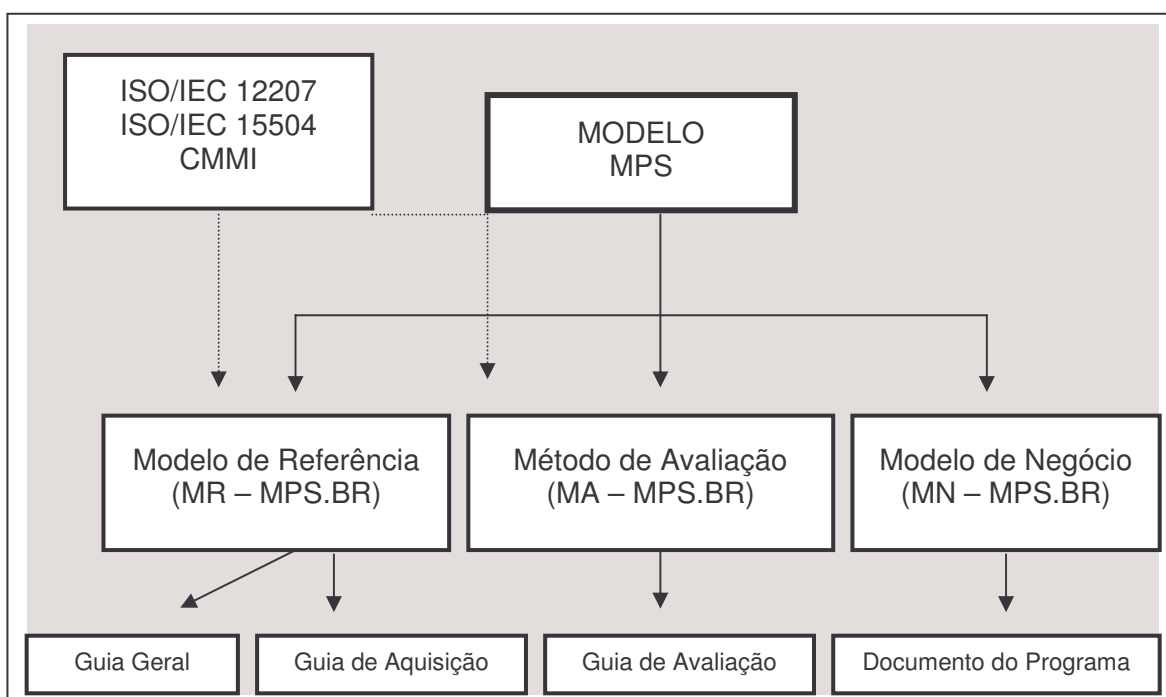 ISO/IEC 12207
ISO/IEC 15504
CMMI
MODELO
MPS
Modelo de Referência
(MR – MPS.BR)
Método de Avaliação
(MA – MPS.BR)
Modelo de Negócio
(MN – MPS.BR)
Guia Geral
Guia de Aquisição
Guia de Avaliação
Documento do Programa